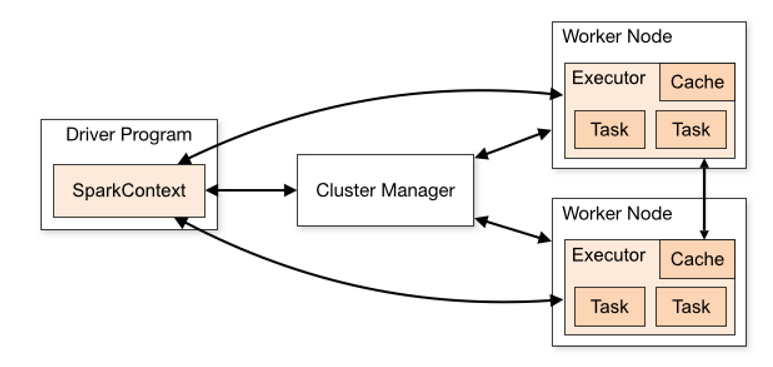 Driver Program
SparkContext
Cluster Manager
Worker Node
Executor
Cache
Task
Task
Worker Node
Executor
Cache
Task
Task